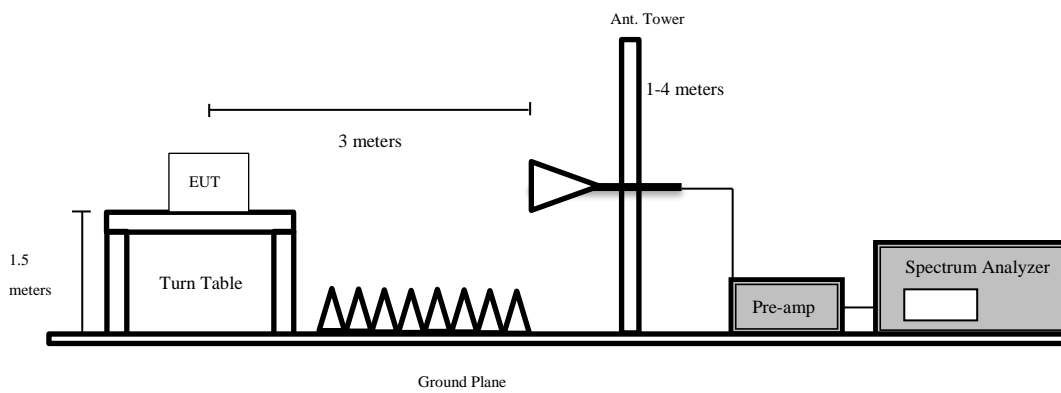 Ant. Tower
1-4 meters
3 meters
EUT
1.5
meters
Turn Table
Spectrum Analyzer
Pre-amp
Ground Plane